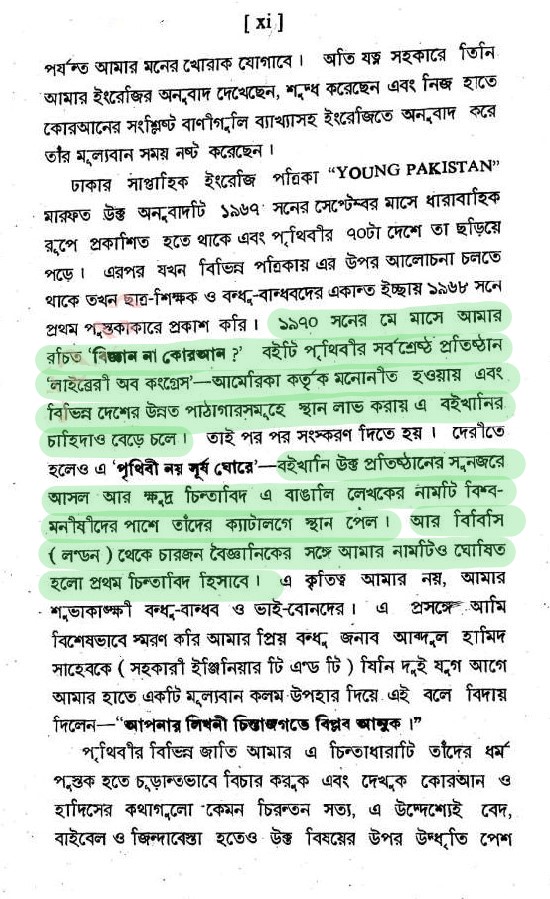 [ xi ]
পর্যন্ত আমার মনের খোরাক যোগাবে। অতি যত্ন সহকারে তিনি
আমার ইংরেজির অনুবাদ দেখেছেন, শুদ্ধ করেছেন এবং নিজ হাতে
কোরআনের সংশ্লিষ্ট বাণীগুলি ব্যাখ্যাসহ ইংরেজিতে অনুবাদ করে
তাঁর মূল্যবান সময় নষ্ট করেছেন।
ঢাকার সাপ্তাহিক ইংরেজি পত্রিকা “YOUNG PAKISTAN”
মারফত উক্ত অনুবাদটি ১৯৬৭ সনের সেপ্টেম্বর মাসে ধারাবাহিক
রূপে প্রকাশিত হতে থাকে এবং পৃথিবীর ৭০টা দেশে তা ছড়িয়ে
পড়ে। এরপর যখন বিভিন্ন পত্রিকায় এর উপর আলোচনা চলতে
থাকে তখন ছাত্র-শিক্ষক ও বন্ধু-বান্ধবদের একান্ত ইচ্ছায় ১৯৬৮ সনে
প্রথম পুস্তকাকারে প্রকাশ করি। ১৯৭০ সনের মে মাসে আমার
রচিত ‘বিজ্ঞান না কোরআন ?’ বইটি পৃথিবীর সর্বশ্রেষ্ঠ প্রতিষ্ঠান
‘লাইব্রেরী অব কংগ্রেস’—আমেরিকা কর্তৃক মনোনীত হওয়ায় এবং
বিভিন্ন দেশের উন্নত পাঠাগারসমূহে স্থান লাভ করায় এ বইখানির
চাহিদাও বেড়ে চলে। তাই পর পর সংস্করণ দিতে হয়। দেরীতে
হলেও এ ‘পৃথিবী নয় সূর্য ঘোরে’—বইখানি উক্ত প্রতিষ্ঠানের সুনজরে
আসল আর ক্ষুদ্র চিন্তাবিদ এ বাঙালি লেখকের নামটি বিশ্ব-
মনীষীদের পাশে তাঁদের ক্যাটালগে স্থান পেল। আর বিবিসি
( লণ্ডন ) থেকে চারজন বৈজ্ঞানিকের সঙ্গে আমার নামটিও ঘোষিত
হলো প্রথম চিন্তাবিদ হিসাবে। এ কৃতিত্ব আমার নয়, আমার
শুভাকাঙ্ক্ষী বন্ধু-বান্ধব ও ভাই-বোনদের। এ প্রসঙ্গে আমি
বিশেষভাবে স্মরণ করি আমার প্রিয় বন্ধু জনাব আব্দুল হামিদ
সাহেবকে ( সহকারী ইঞ্জিনিয়ার টি এণ্ড টি ) যিনি দুই যুগ আগে
আমার হাতে একটি মূল্যবান কলম উপহার দিয়ে এই বলে বিদায়
দিলেন—“আপনার লিখনী চিন্তাজগতে বিপ্লব আনুক।”
পৃথিবীর বিভিন্ন জাতি আমার এ চিন্তাধারাটি তাঁদের ধর্ম
পুস্তক হতে চূড়ান্তভাবে বিচার করুক এবং দেখুক কোরআন ও
হাদিসের কথাগুলো কেমন চিরন্তন সত্য, এ উদ্দেশ্যেই বেদ,
বাইবেল ও জিন্দাবেস্তা হতেও উক্ত বিষয়ের উপর উদ্ধৃতি পেশ